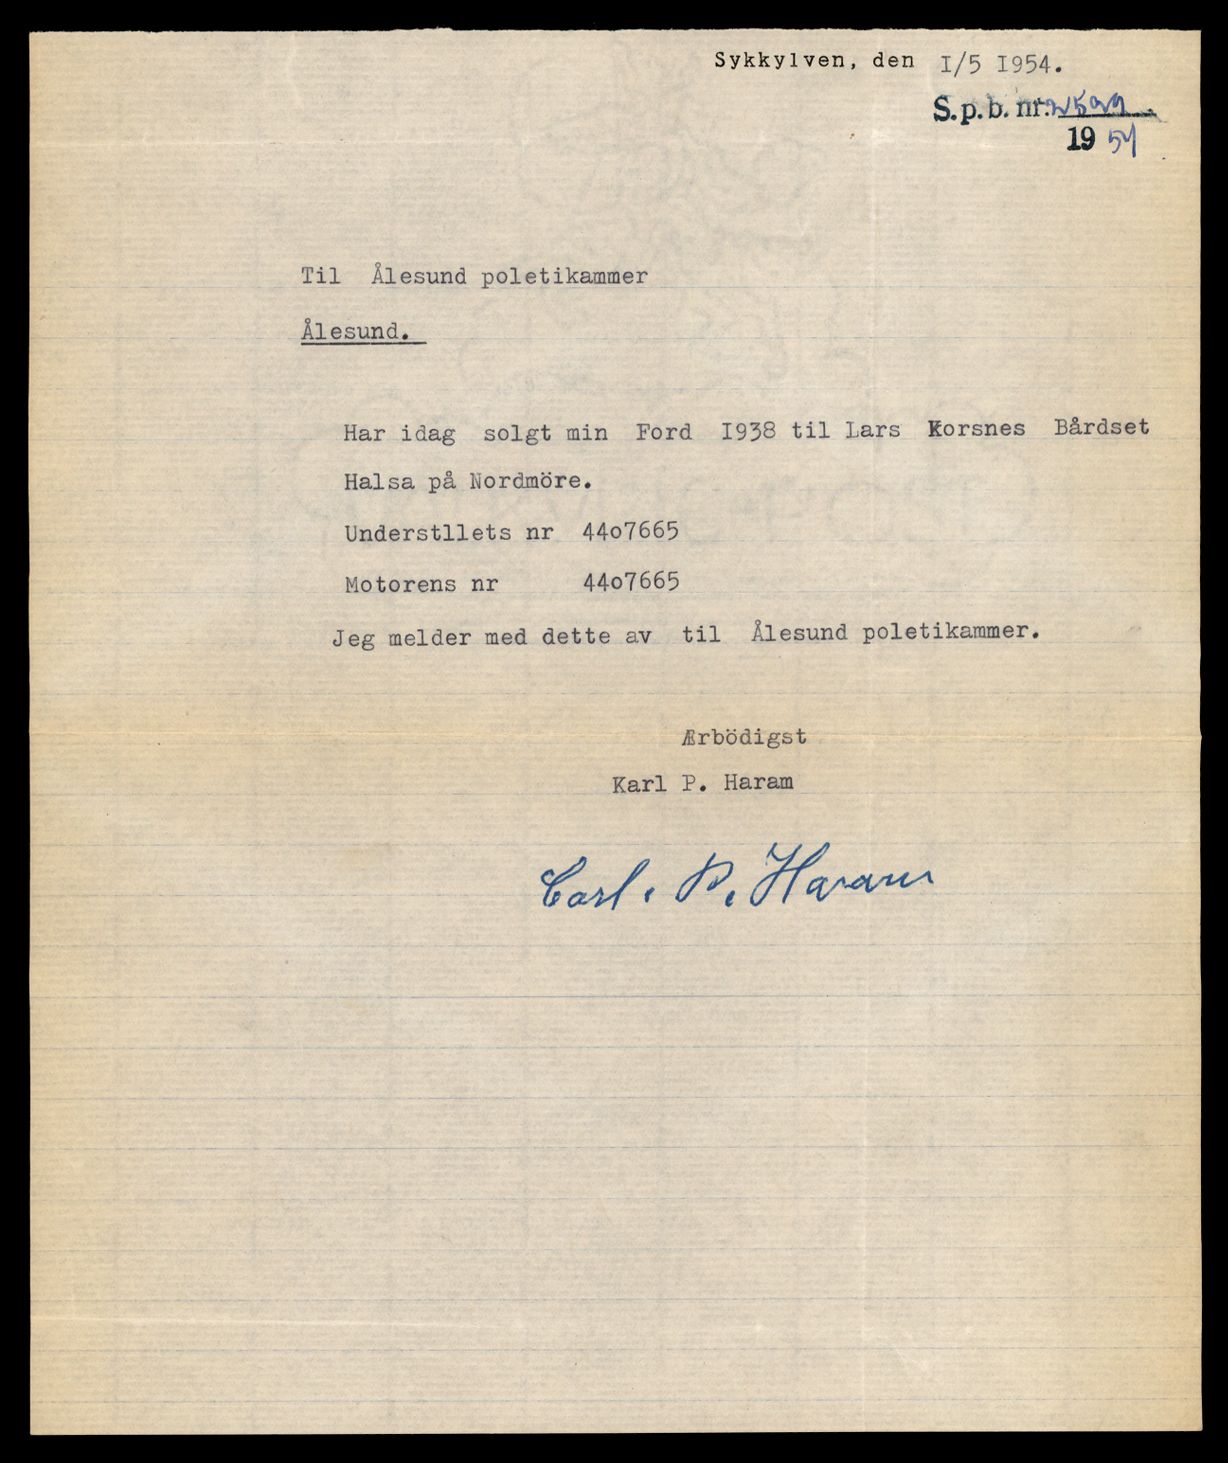 Sykkylven, den I/5 I954.
S.p.b. nr.
19 54
Til Ålesund poletikammer
Ålesund.
Har idag solgt min Ford I938 til Lars Korsnes Bårdset
Halsa på Nordmöre.
Understllets nr 44o7665
Motorens nr 44o7665
Jeg melder med dette av til Ålesund poletikammer.
Ærbödigst
Karl P. Haram
Carl. P. Haram